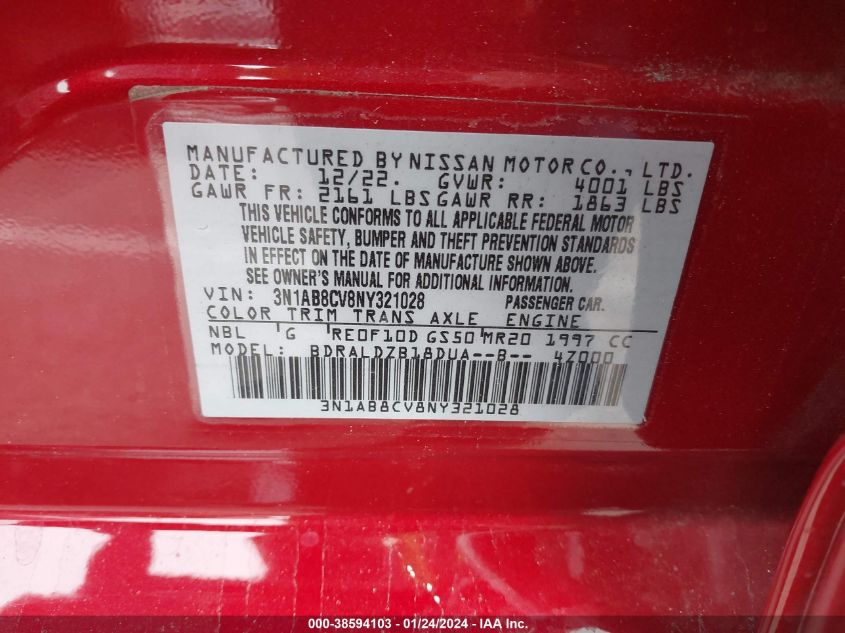 MANUFACTURED BY NISSAN MOTOR CO., LTD.
DATE: 12/22. GVWR: 4001 LBS
GAWR FR: 2161 LBS GAWR RR: 1863 LBS
THIS VEHICLE CONFORMS TO ALL APPLICABLE FEDERAL MOTOR
VEHICLE SAFETY, BUMPER AND THEFT PREVENTION STANDARDS
IN EFFECT ON THE DATE OF MANUFACTURE SHOWN ABOVE.
SEE OWNER'S MANUAL FOR ADDITIONAL INFORMATION.
VIN: 3N1AB8CV8NY321028 PASSENGER CAR.
COLOR TRIM TRANS AXLE ENGINE
NBL G RE0F10D GS50 MR20 1997 CC
MODEL: BDRALDZB18DUA--B-- 4Z000
3N1AB8CV8NY321028
000-38594103 - 01/24/2024 - IAA Inc.